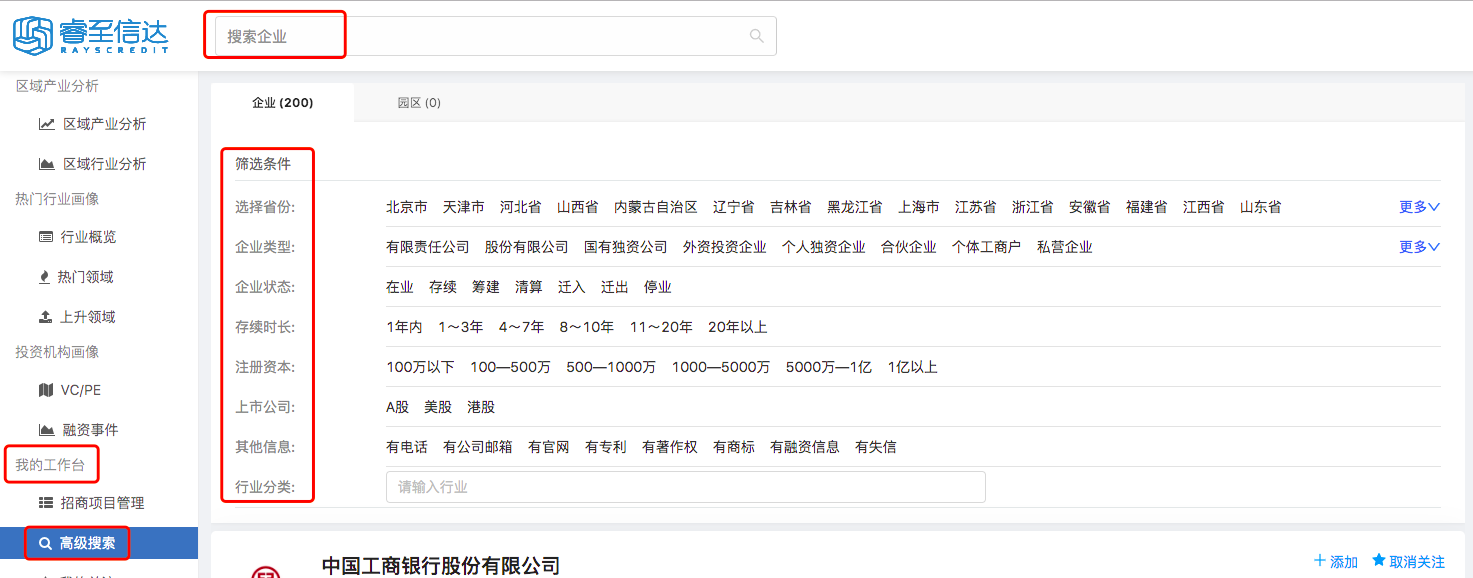 睿至信达
RAYSCREDIT
搜索企业
区域产业分析
区域产业分析
区域行业分析
热门行业画像
行业概览
热门领域
上升领域
投资机构画像
VC/PE
融资事件
我的工作台
招商项目管理
高级搜索
企业 (200) 园区 (0)
筛选条件
选择省份: 北京市 天津市 河北省 山西省 内蒙古自治区 辽宁省 吉林省 黑龙江省 上海市 江苏省 浙江省 安徽省 福建省 江西省 山东省 更多
企业类型: 有限责任公司 股份有限公司 国有独资公司 外资投资企业 个人独资企业 合伙企业 个体工商户 私营企业 更多
企业状态: 在业 存续 筹建 清算 迁入 迁出 停业
存续时长: 1年内 1～3年 4～7年 8～10年 11～20年 20年以上
注册资本: 100万以下 100—500万 500—1000万 1000—5000万 5000万—1亿 1亿以上
上市公司: A股 美股 港股
其他信息: 有电话 有公司邮箱 有官网 有专利 有著作权 有商标 有融资信息 有失信
行业分类: 请输入行业
中国工商银行股份有限公司 添加 取消关注